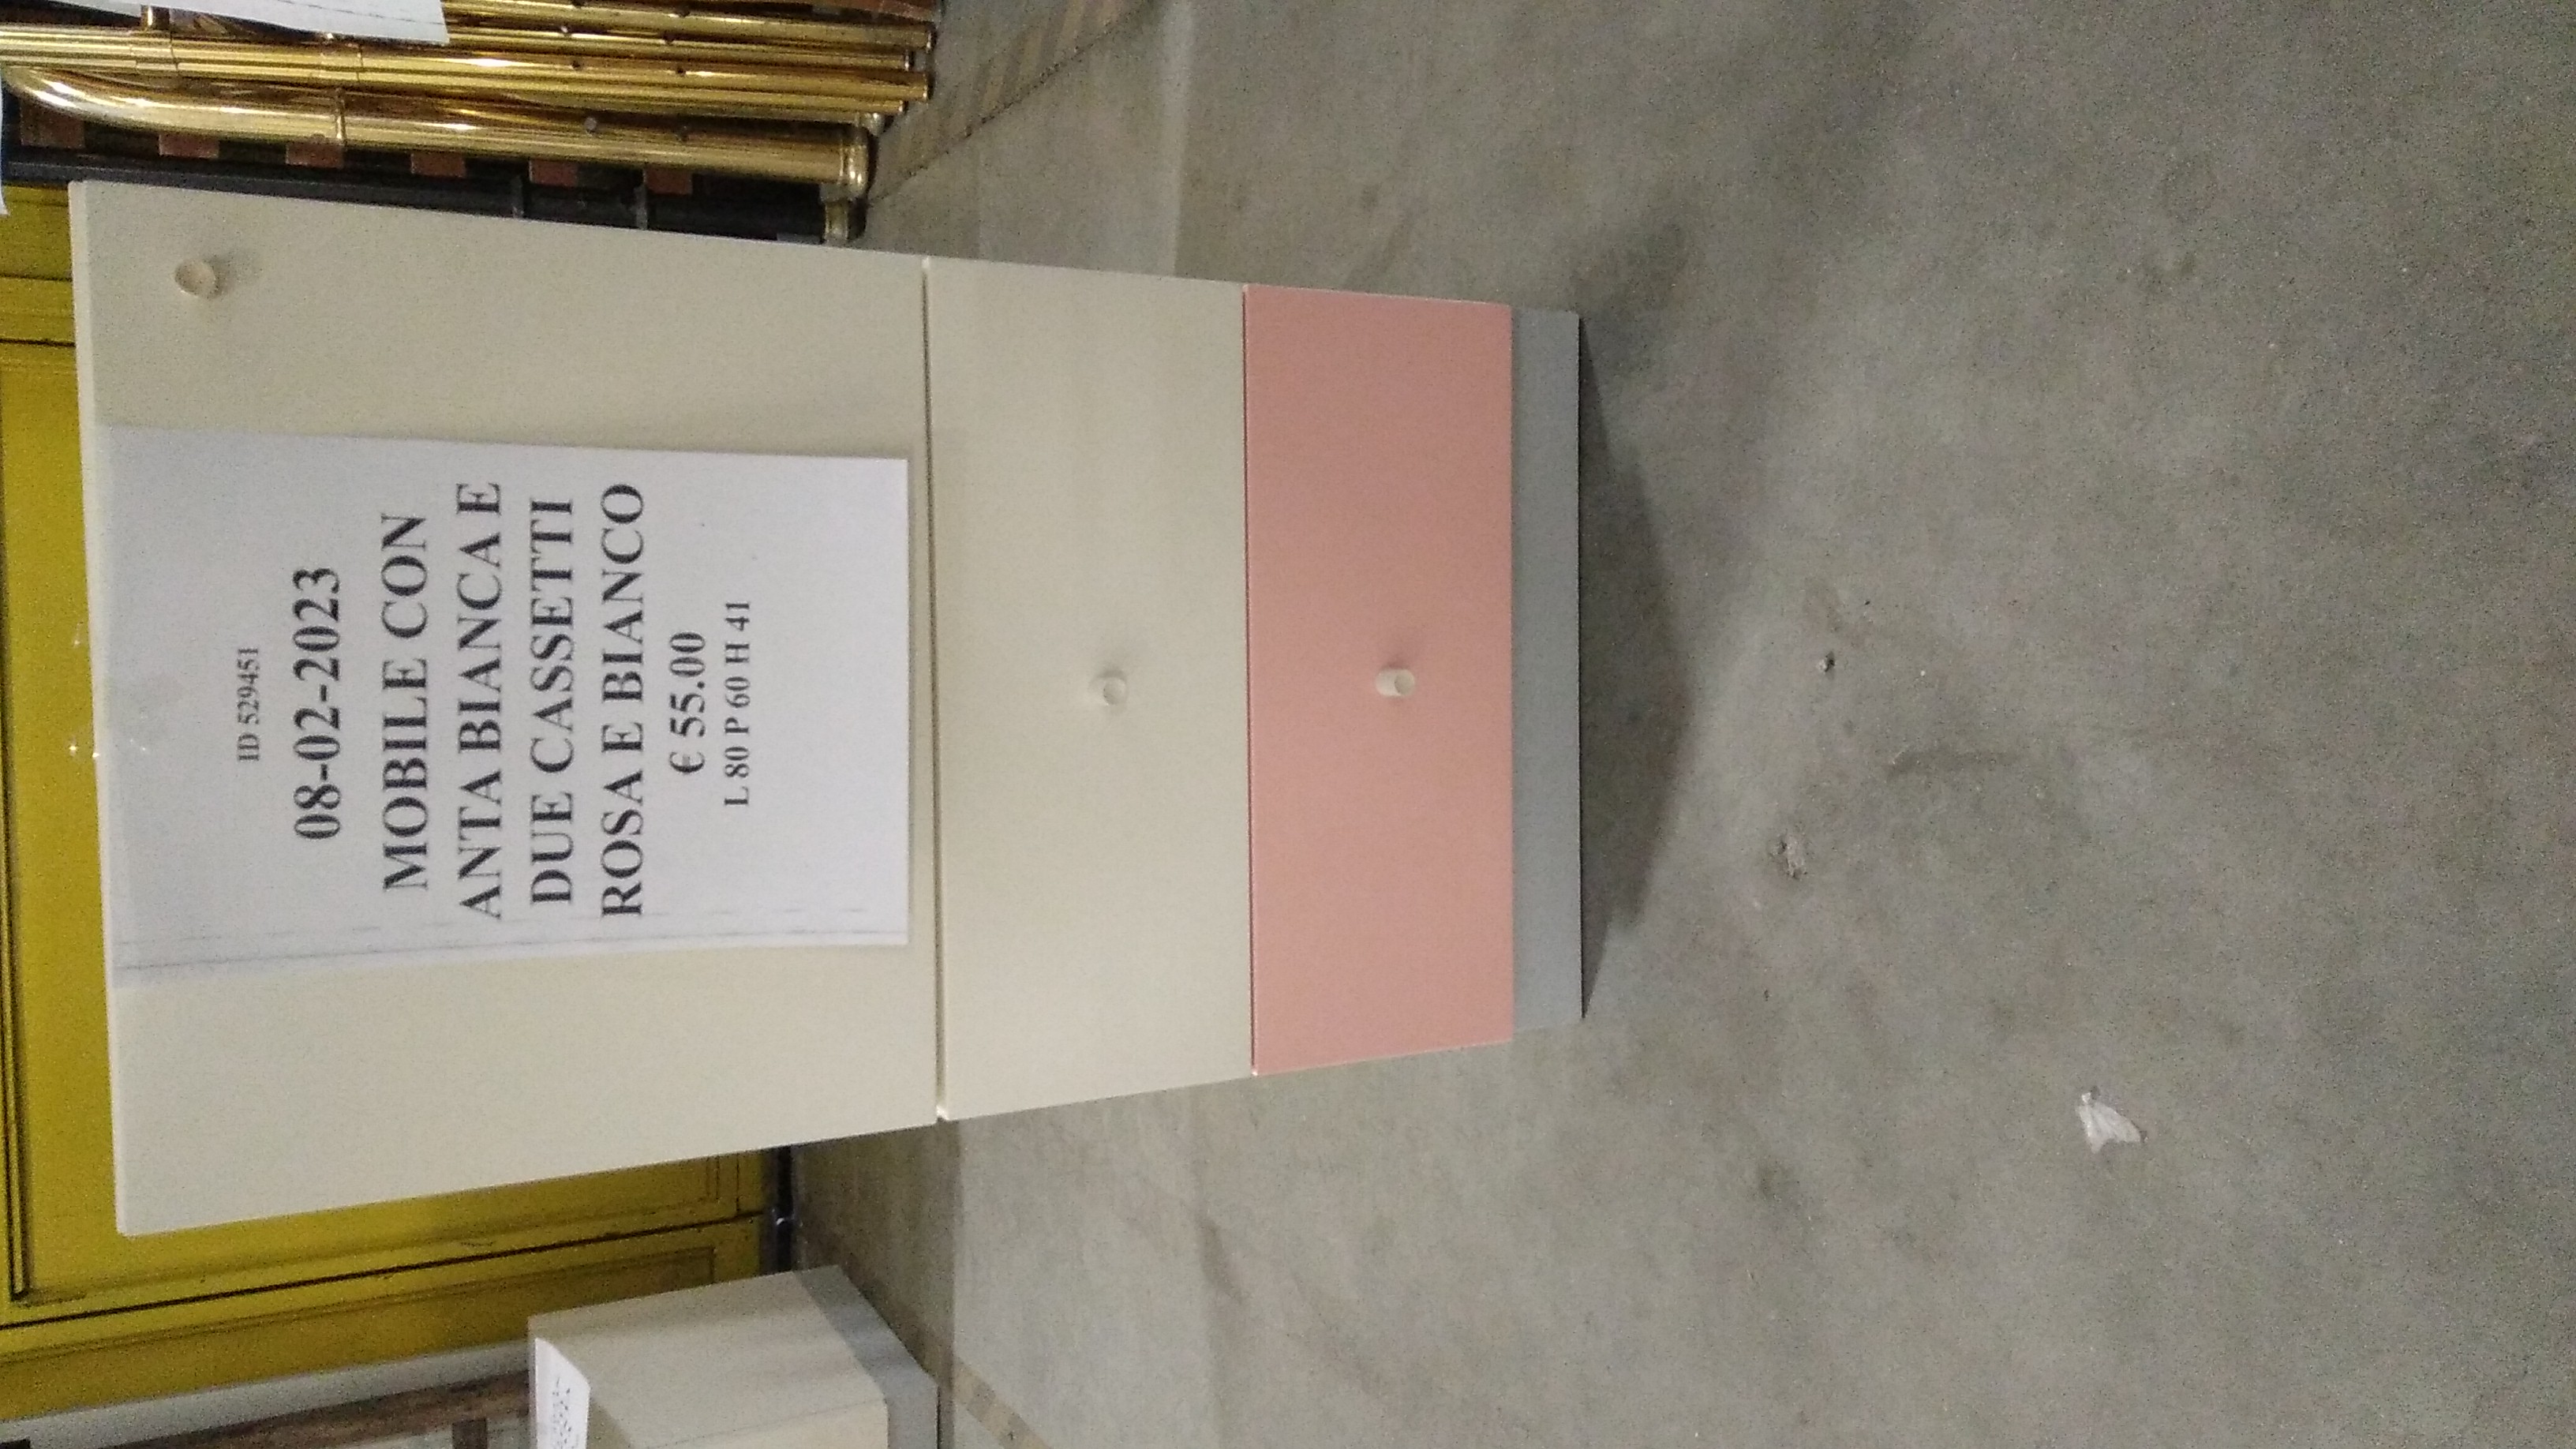 ID 529451
08-02-2023
MOBILE CON
ANTA BIANCA E
DUE CASSETTI
ROSA E BIANCO
€ 55.00
L 80 P 60 H 41